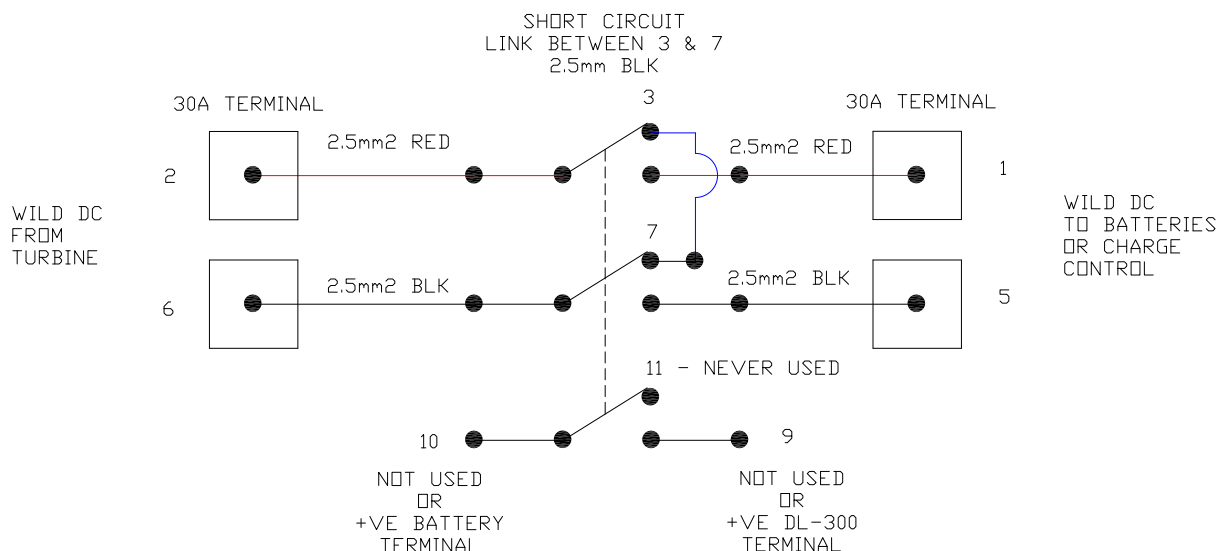 SHORT CIRCUIT
LINK BETWEEN 3 & 7
2.5mm BLK
3
30A TERMINAL
30A TERMINAL
2.5mm2 RED
2.5mm2 RED
2
1
WILD DC
FROM
TURBINE
WILD DC
TO BATTERIES
OR CHARGE
CONTROL
7
2.5mm2 BLK
2.5mm2 BLK
6
5
11 - NEVER USED
10
9
NOT USED
OR
+VE BATTERY
TERMINAL
NOT USED
OR
+VE DL-300
TERMINAL